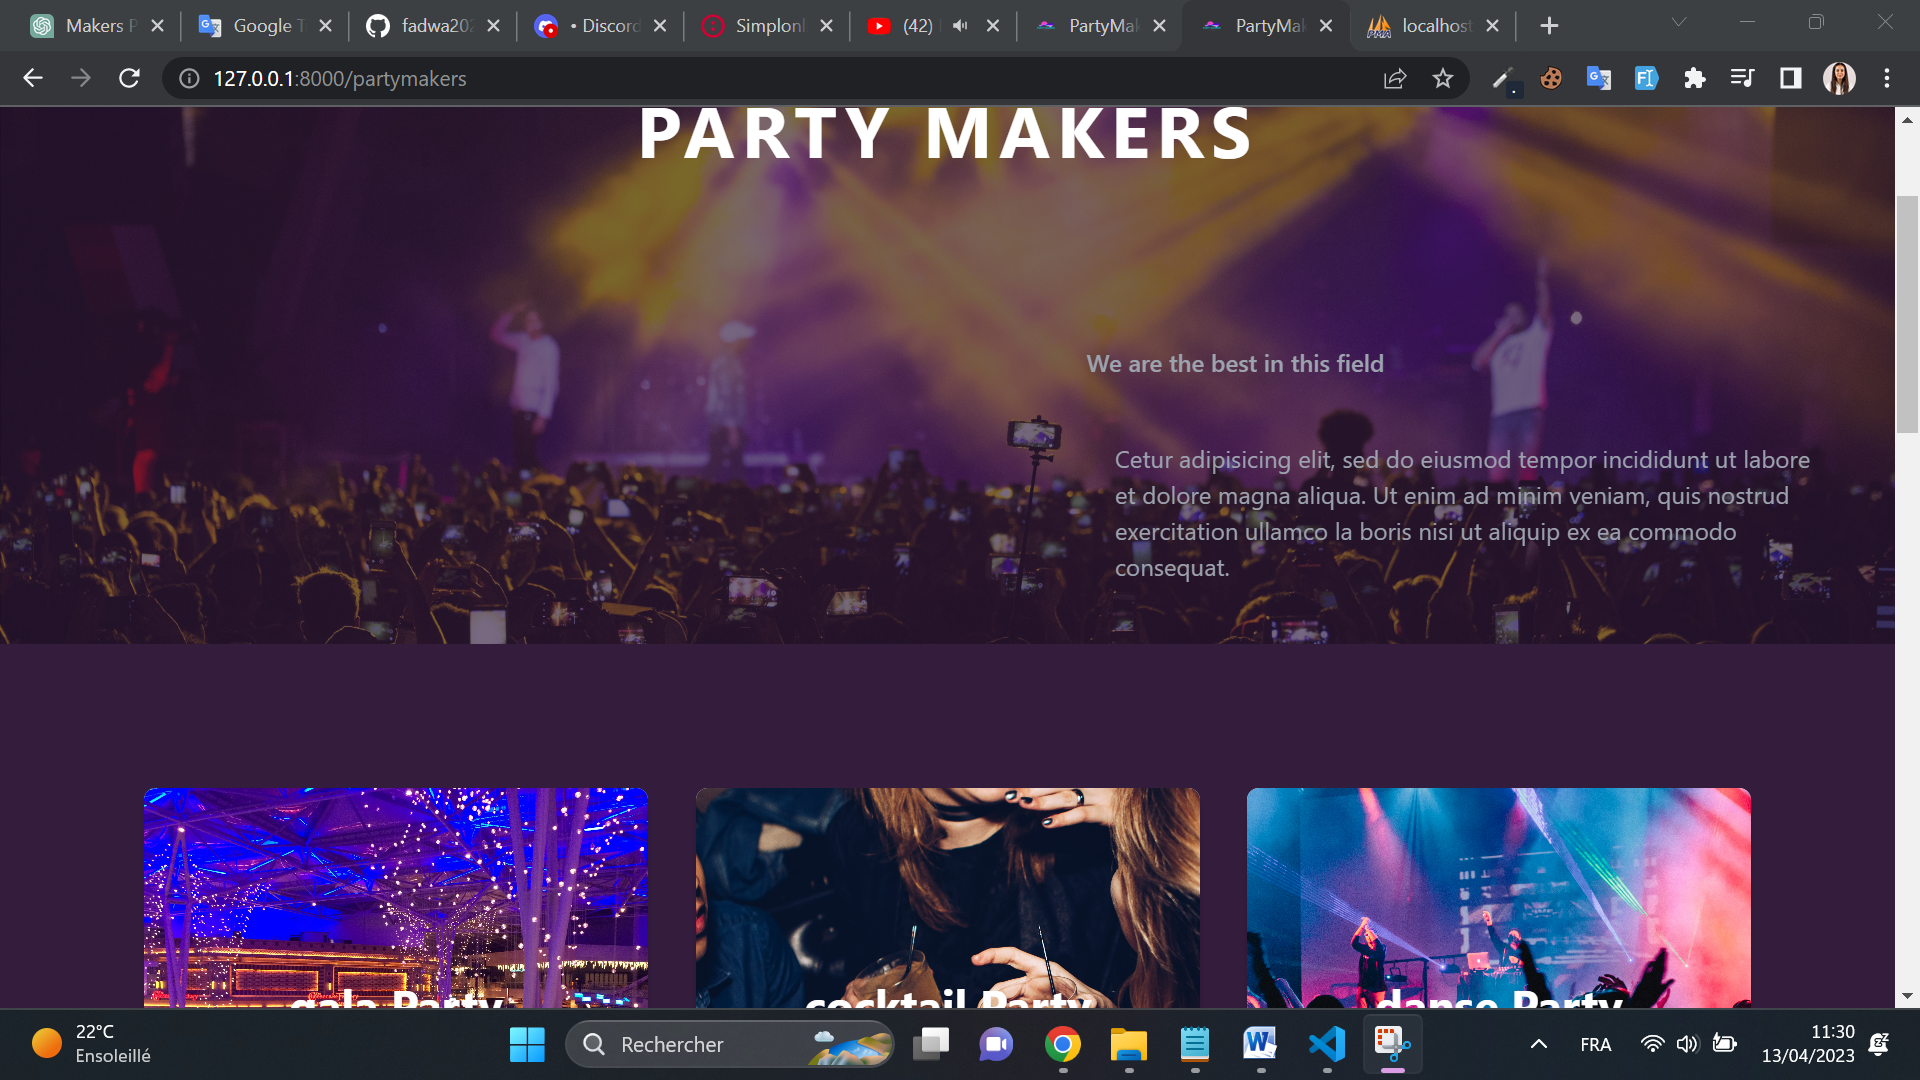 Makers P
Google T
fadwa202
• Discord
Simplonl
(42)
PartyMak
PartyMak
localhost
127.0.0.1:8000/partymakers
PARTY MAKERS
We are the best in this field
Cetur adipisicing elit, sed do eiusmod tempor incididunt ut labore
et dolore magna aliqua. Ut enim ad minim veniam, quis nostrud
exercitation ullamco la boris nisi ut aliquip ex ea commodo
consequat.
gala Party
cocktail Party
danse Party
22°C
Ensoleillé
Rechercher
FRA
11:30
13/04/2023